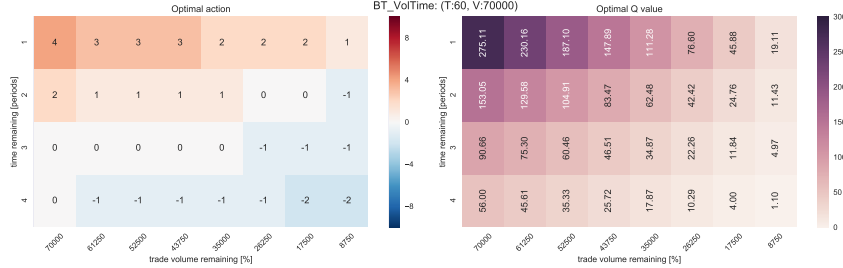 BT_VolTime: (T:60, V:70000)
Optimal action
time remaining [periods]
1 4 3 3 3 2 2 2 1
2 2 1 1 1 1 0 0 -1
3 0 0 0 0 0 -1 -1 -1
4 0 -1 -1 -1 -1 -1 -2 -2
70000 61250 52500 43750 35000 26250 17500 8750
trade volume remaining [%]
8
4
0
−4
−8
Optimal Q value
time remaining [periods]
1 275.11 230.16 187.10 147.89 111.28 76.60 45.88 19.11
2 153.05 129.58 104.91 83.47 62.48 42.42 24.76 11.43
3 90.66 75.30 60.46 46.51 34.87 22.26 11.84 4.97
4 56.00 45.61 35.33 25.72 17.87 10.29 4.00 1.10
70000 61250 52500 43750 35000 26250 17500 8750
trade volume remaining [%]
300
250
200
150
100
50
0